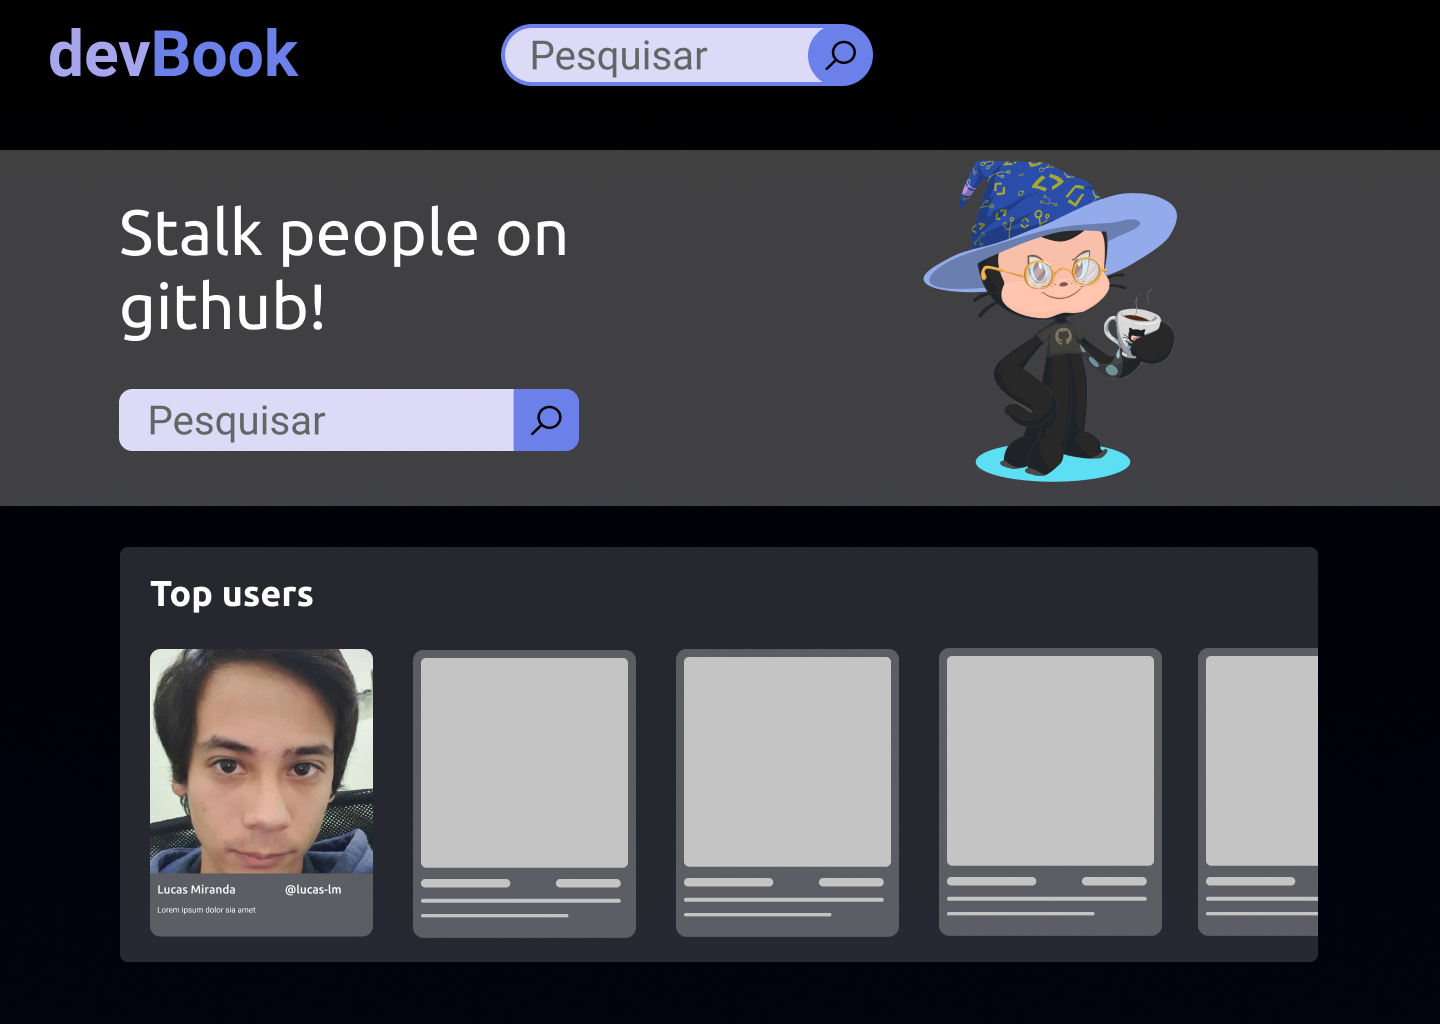 devBook
Pesquisar
Stalk people on
github!
Pesquisar
Top users
Lucas Miranda @lucas-lm
Lorem ipsum dolor sia amet